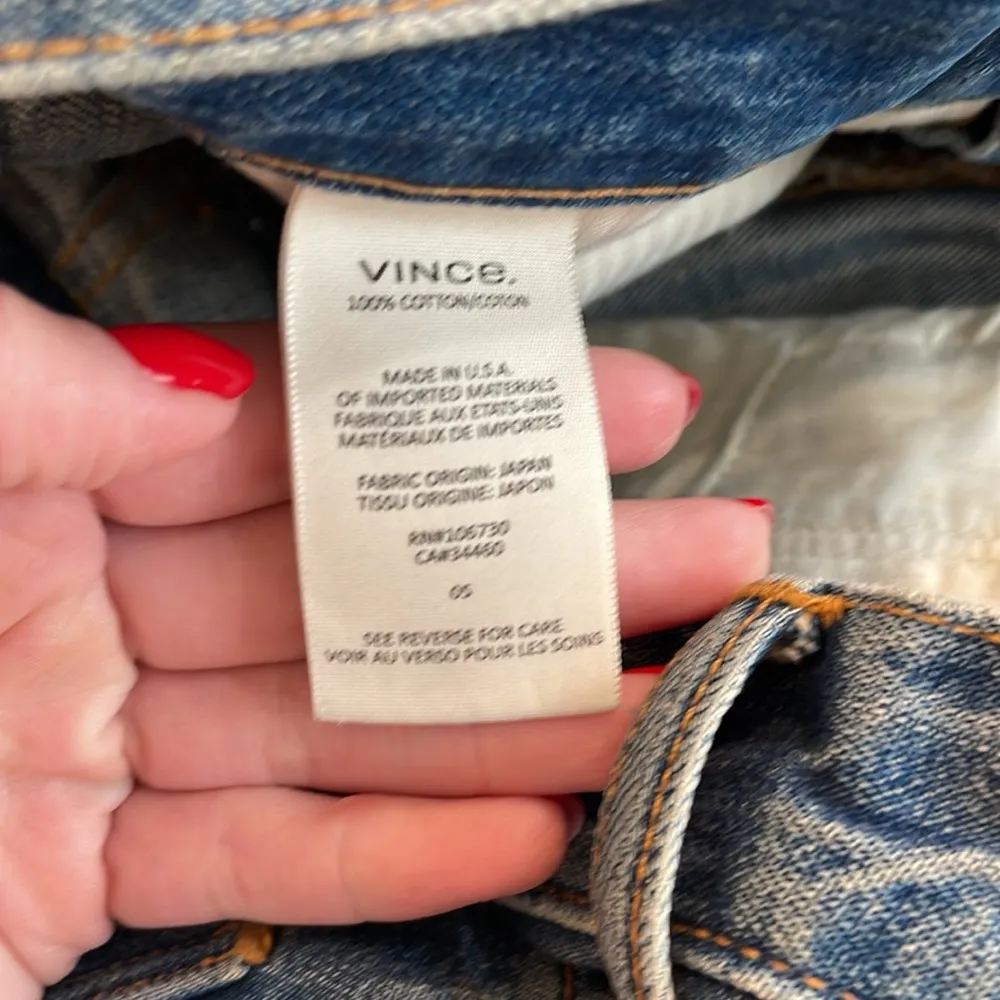 VINCE.
100% COTTON/COTON
MADE IN U.S.A.
OF IMPORTED MATERIALS
FABRIQUE AUX ETATS-UNIS
MATÉRIAUX DE IMPORTES
FABRIC ORIGIN: JAPAN
TISSU ORIGINE: JAPON
RN#106730
CA#34460
05
SEE REVERSE FOR CARE
VOIR AU VERSO POUR LES SOINS